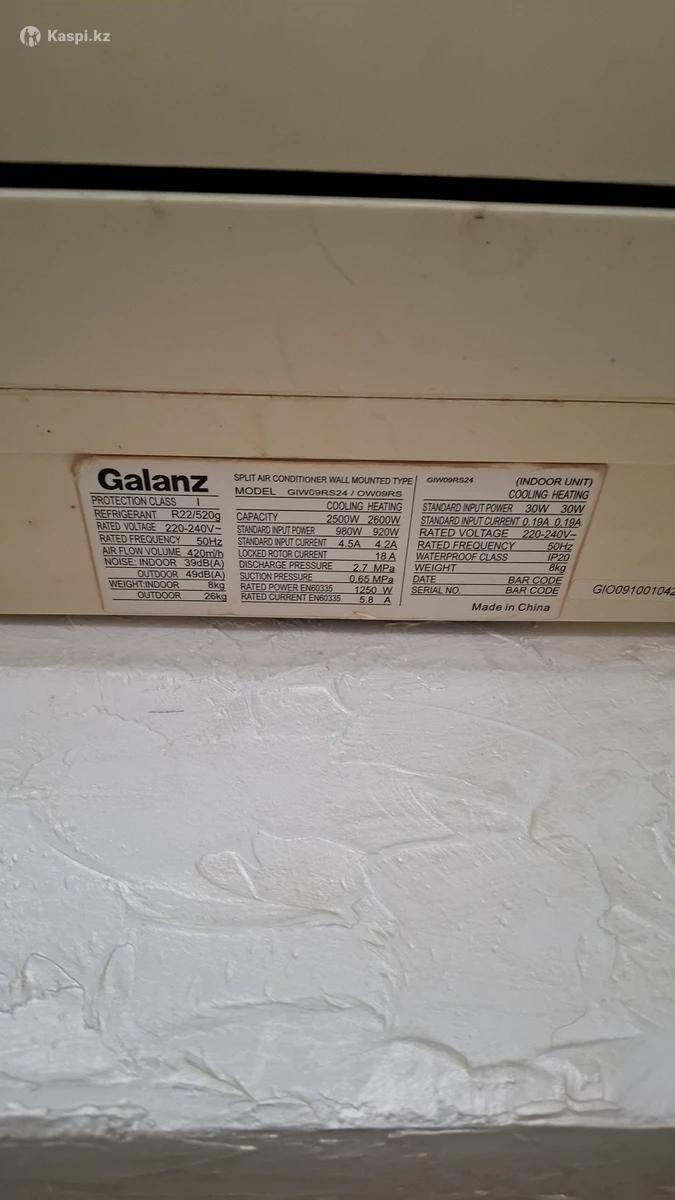 Kaspi.kz
Galanz
PROTECTION CLASS I
REFRIGERANT R22/520g
RATED VOLTAGE 220-240V~
RATED FREQUENCY 50Hz
AIR FLOW VOLUME 420m/h
NOISE: INDOOR 39dB(A)
OUTDOOR 49dB(A)
WEIGHT:INDOOR 8kg
OUTDOOR 26kg
SPLIT AIR CONDITIONER WALL MOUNTED TYPE
MODEL GIW09RS24 / OW09RS
COOLING HEATING
CAPACITY 2500W 2600W
STANDARD INPUT POWER 980W 920W
STANDARD INPUT CURRENT 4.5A 4.2A
LOCKED ROTOR CURRENT 18 A
DISCHARGE PRESSURE 2.7 MPa
SUCTION PRESSURE 0.65 MPa
RATED POWER EN60335 1250 W
RATED CURRENT EN60335 5.8 A
GIW09RS24 (INDOOR UNIT)
COOLING HEATING
STANDARD INPUT POWER 30W 30W
STANDARD INPUT CURRENT 0.19A 0.19A
RATED VOLTAGE 220-240V~
RATED FREQUENCY 50Hz
WATERPROOF CLASS IP20
WEIGHT 8kg
DATE BAR CODE
SERIAL NO. BAR CODE
Made in China
GIO091001042